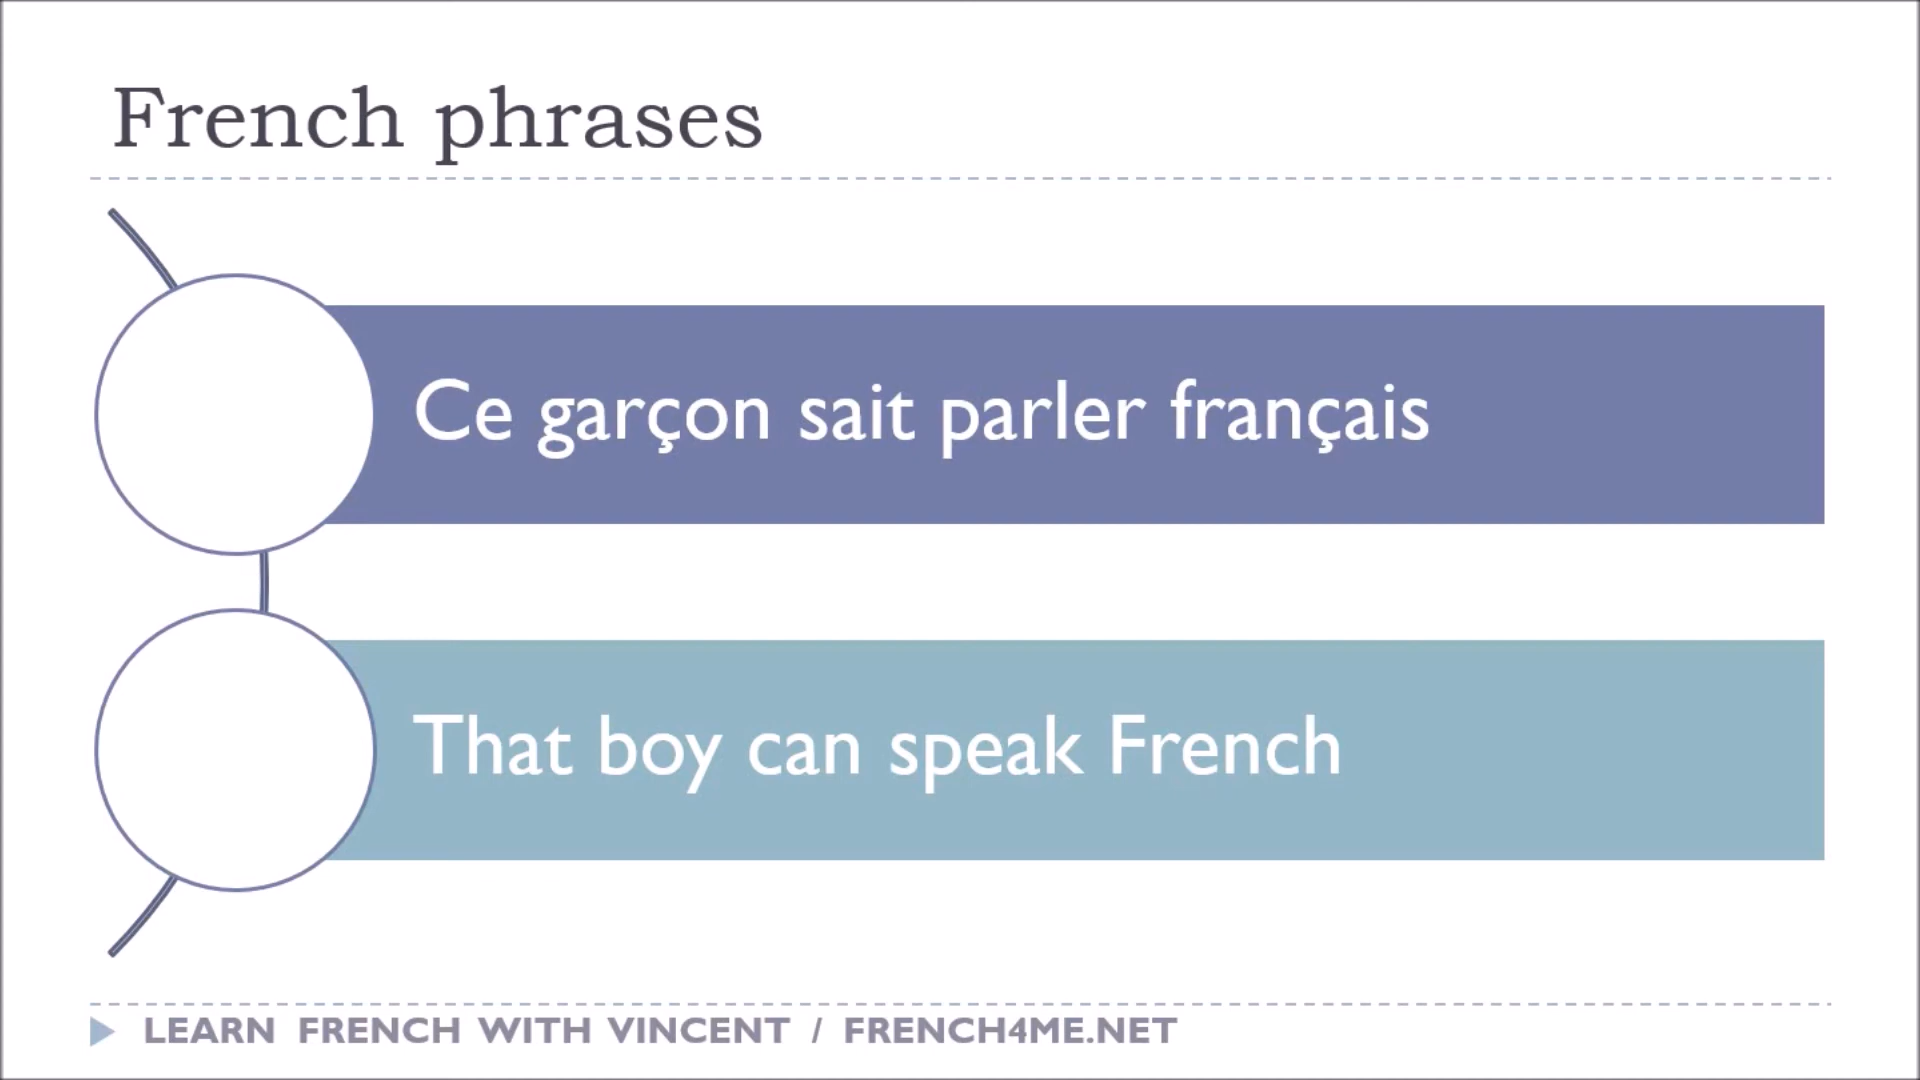 French phrases
Ce garçon sait parler français
That boy can speak French
LEARN FRENCH WITH VINCENT / FRENCH4ME.NET